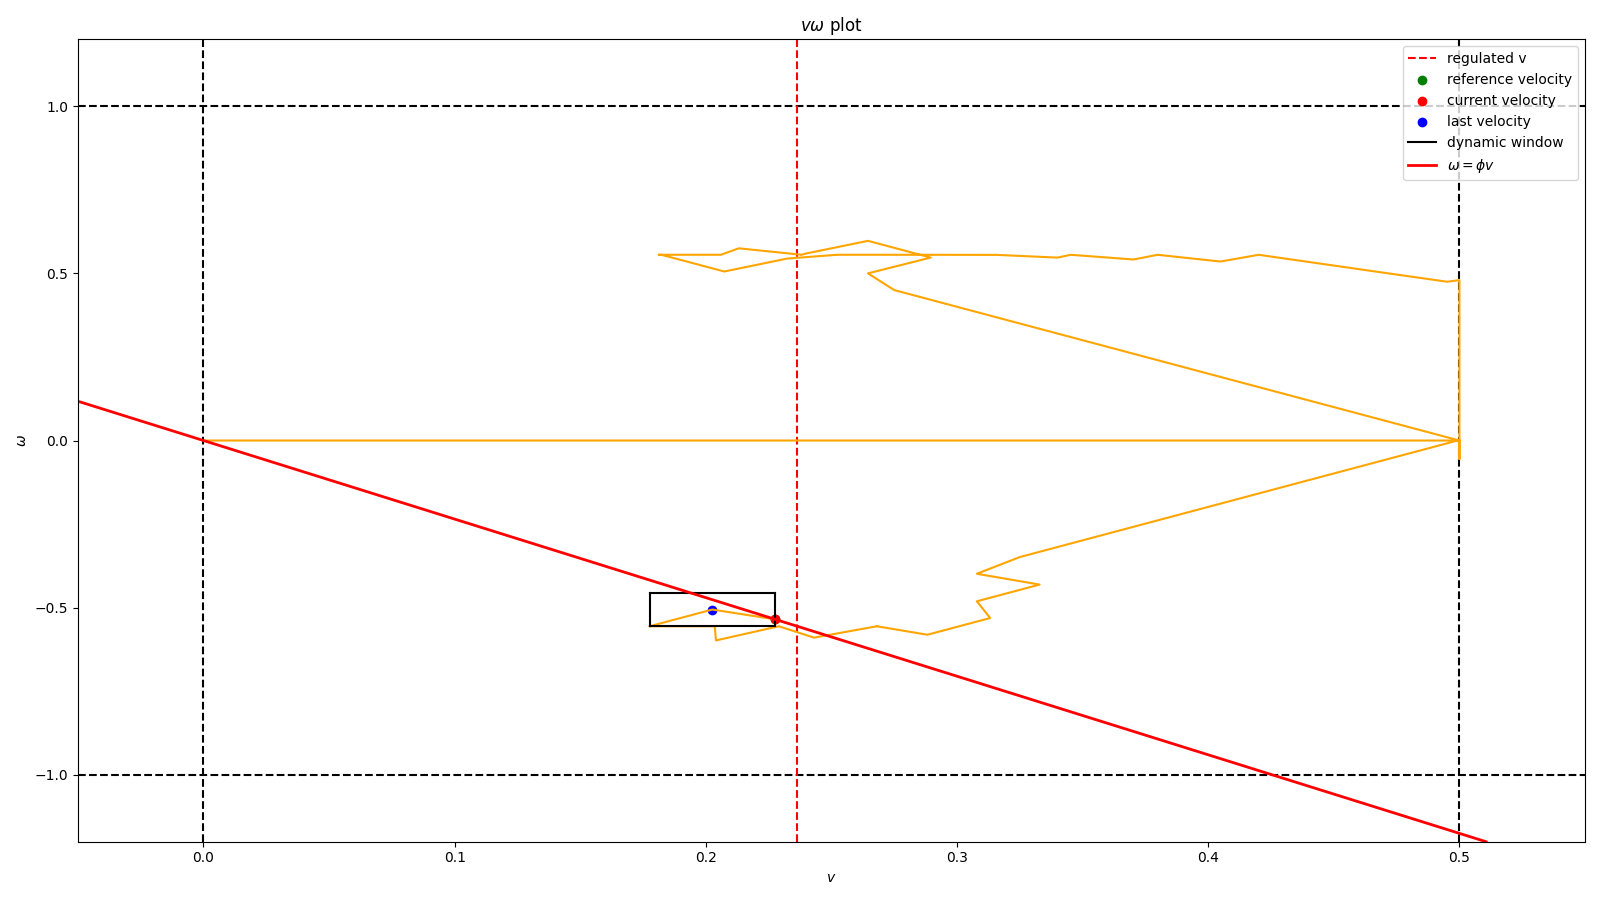 vω plot
regulated v
reference velocity
current velocity
last velocity
dynamic window
ω = ϕv
1.0
0.5
0.0
−0.5
−1.0
ω
0.0 0.1 0.2 0.3 0.4 0.5
v